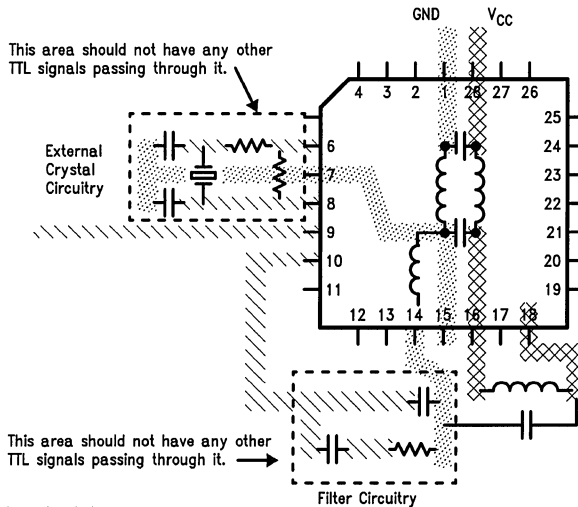 GND
VCC
This area should not have any other
TTL signals passing through it.
4 3 2 1 28 27 26
External
Crystal
Circuitry
5
6
7
8
9
10
11
25
24
23
22
21
20
19
12 13 14 15 16 17 18
This area should not have any other
TTL signals passing through it.
Filter Circuitry